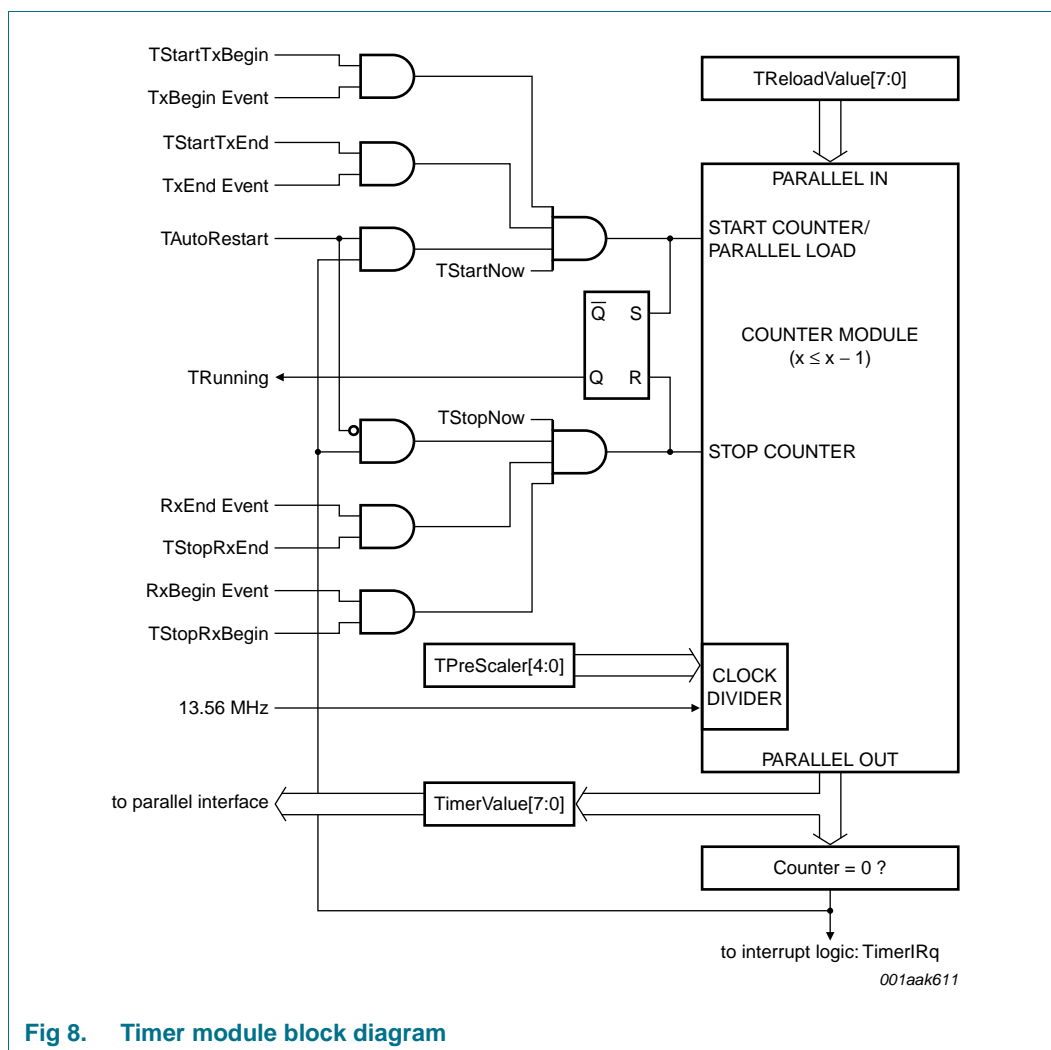 TStartTxBegin
TxBegin Event
TStartTxEnd
TxEnd Event
TAutoRestart
TStartNow
TReloadValue[7:0]
PARALLEL IN
START COUNTER/
PARALLEL LOAD
COUNTER MODULE
(x ≤ x − 1)
Q̅ S
Q R
TRunning
TStopNow
STOP COUNTER
RxEnd Event
TStopRxEnd
RxBegin Event
TStopRxBegin
TPreScaler[4:0]
CLOCK
DIVIDER
13.56 MHz
PARALLEL OUT
to parallel interface
TimerValue[7:0]
Counter = 0 ?
to interrupt logic: TimerIRq
001aak611
Fig 8. Timer module block diagram